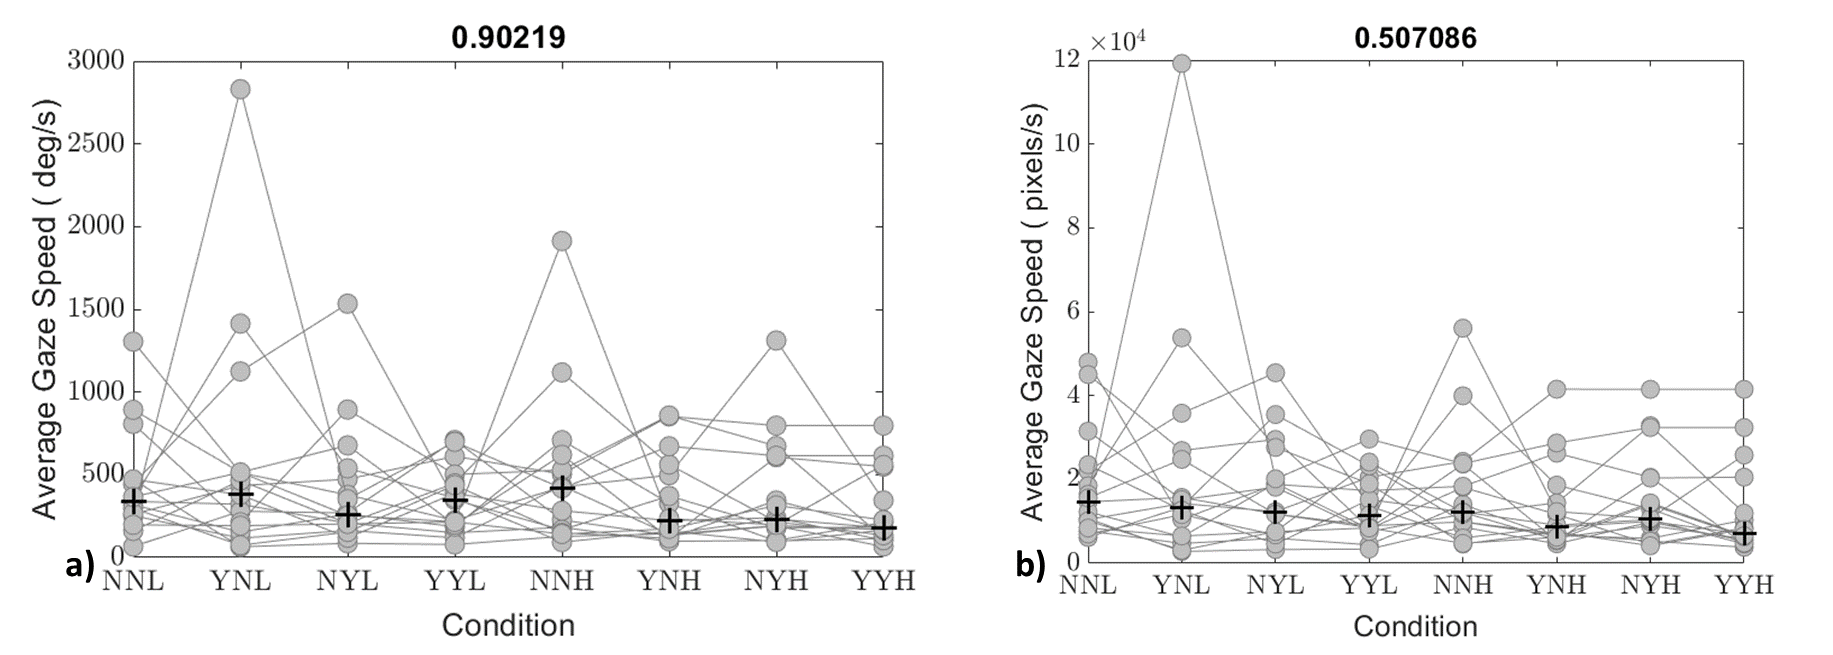 0.90219
3000
2500
2000
1500
1000
500
0
Average Gaze Speed ( deg/s)
a)
NNL YNL NYL YYL NNH YNH NYH YYH
Condition
0.507086
×10⁴
12
10
8
6
4
2
0
Average Gaze Speed ( pixels/s)
b)
NNL YNL NYL YYL NNH YNH NYH YYH
Condition